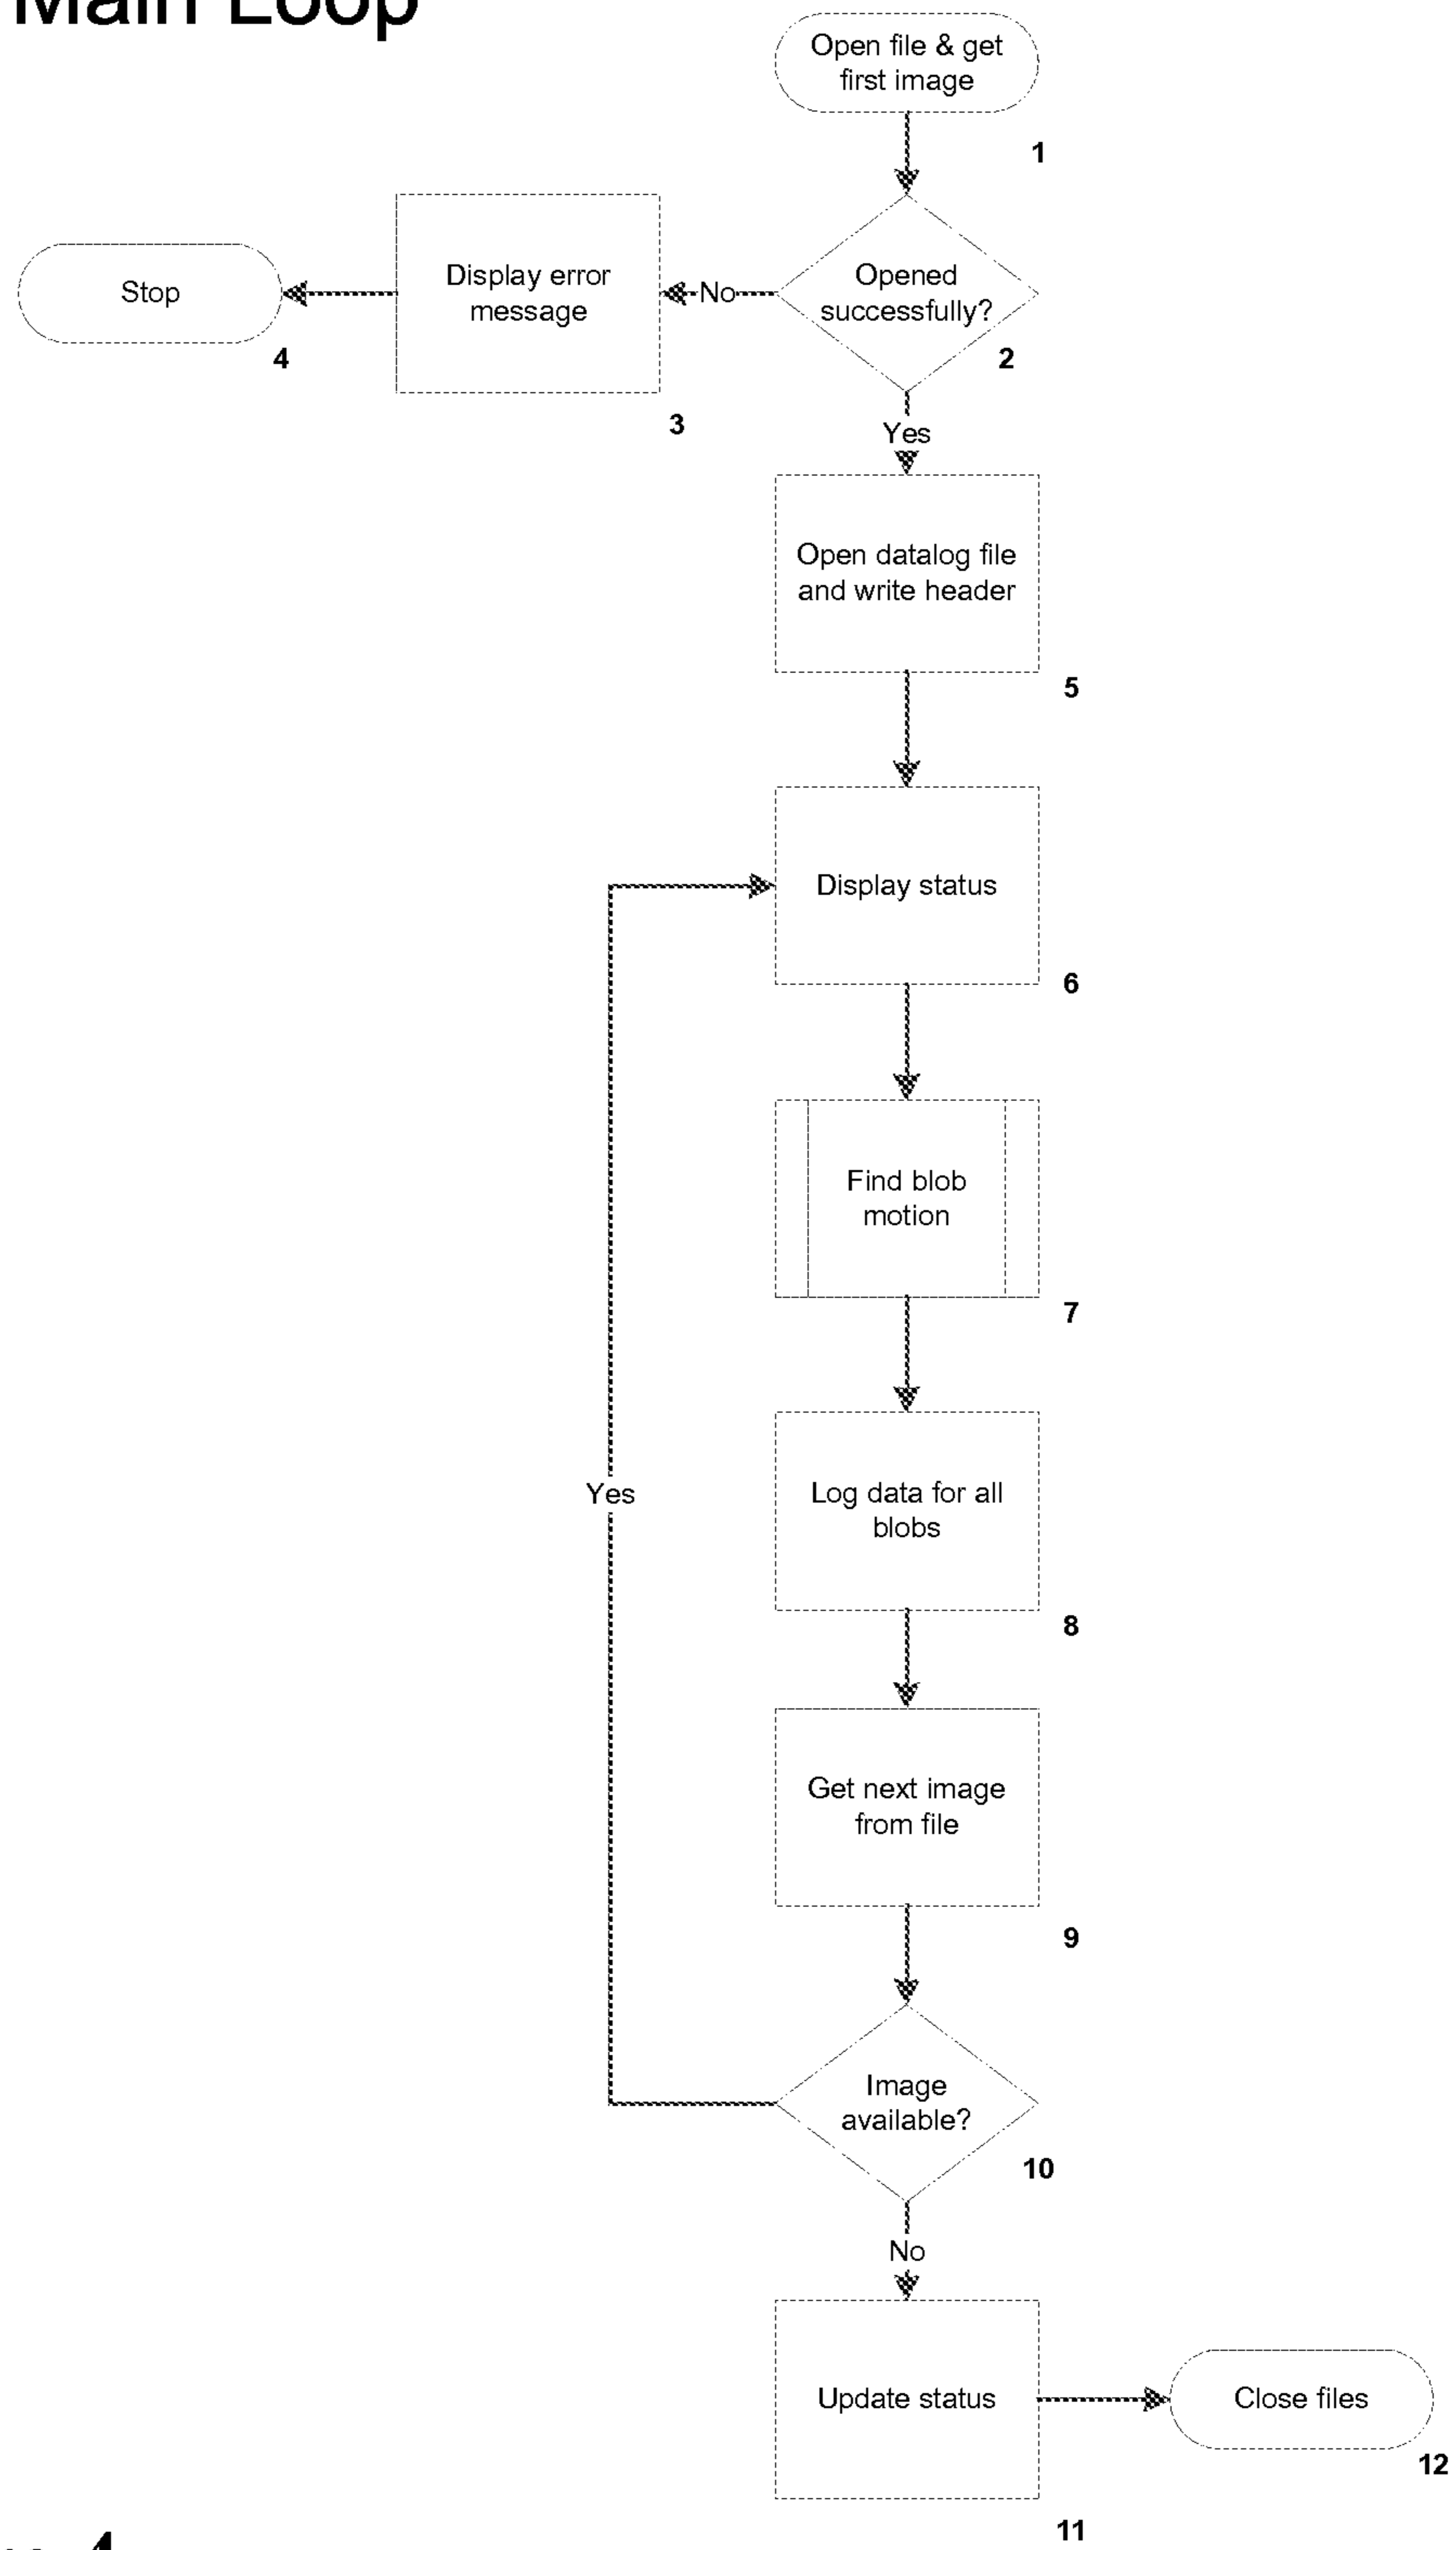 Main Loop
Open file & get
first image
1
Opened
successfully?
2
No
Display error
message
3
Stop
4
Yes
Open datalog file
and write header
5
Display status
6
Find blob
motion
7
Log data for all
blobs
8
Get next image
from file
9
Image
available?
10
Yes
No
Update status
11
Close files
12